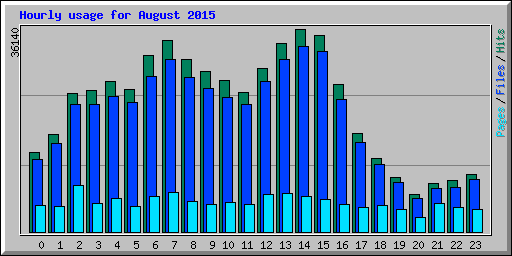 Hourly usage for August 2015
36140
Pages/Files/Hits
0 1 2 3 4 5 6 7 8 9 10 11 12 13 14 15 16 17 18 19 20 21 22 23